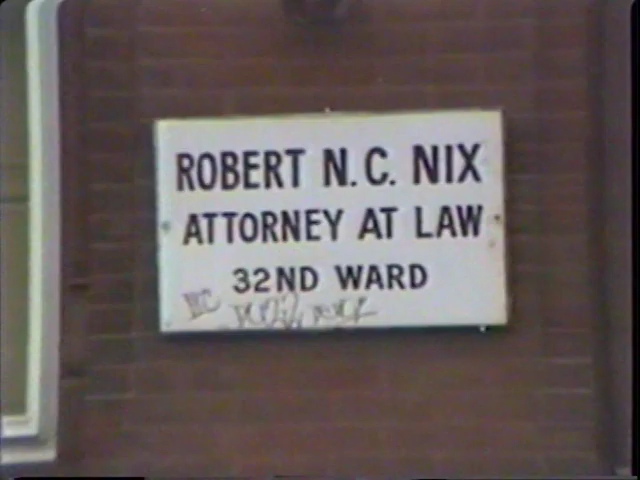 ROBERT N.C. NIX
ATTORNEY AT LAW
32ND WARD